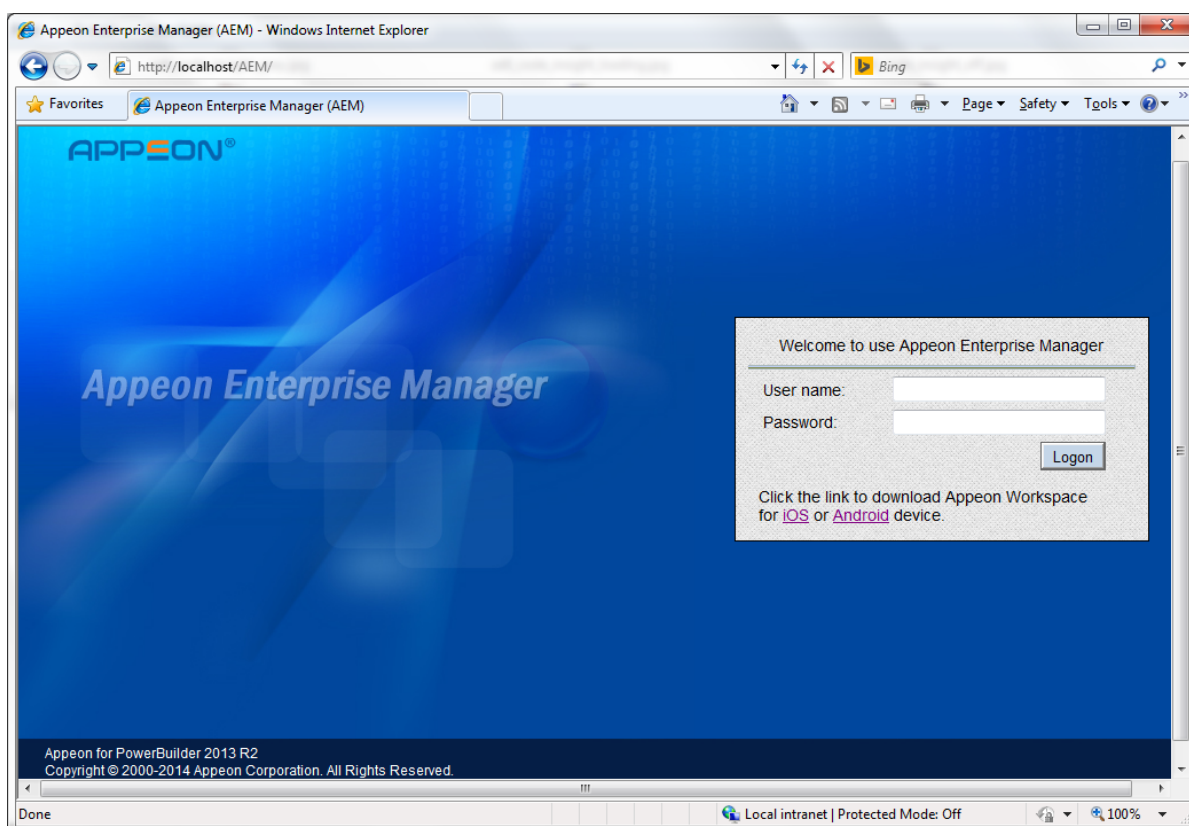 Appeon Enterprise Manager (AEM) - Windows Internet Explorer
http://localhost/AEM/
Bing
Favorites
Appeon Enterprise Manager (AEM)
Page
Safety
Tools
APPEON®
Welcome to use Appeon Enterprise Manager
Appeon Enterprise Manager
User name:
Password:
Logon
Click the link to download Appeon Workspace
for iOS or Android device.
Appeon for PowerBuilder 2013 R2
Copyright © 2000-2014 Appeon Corporation. All Rights Reserved.
Done
Local intranet | Protected Mode: Off
100%